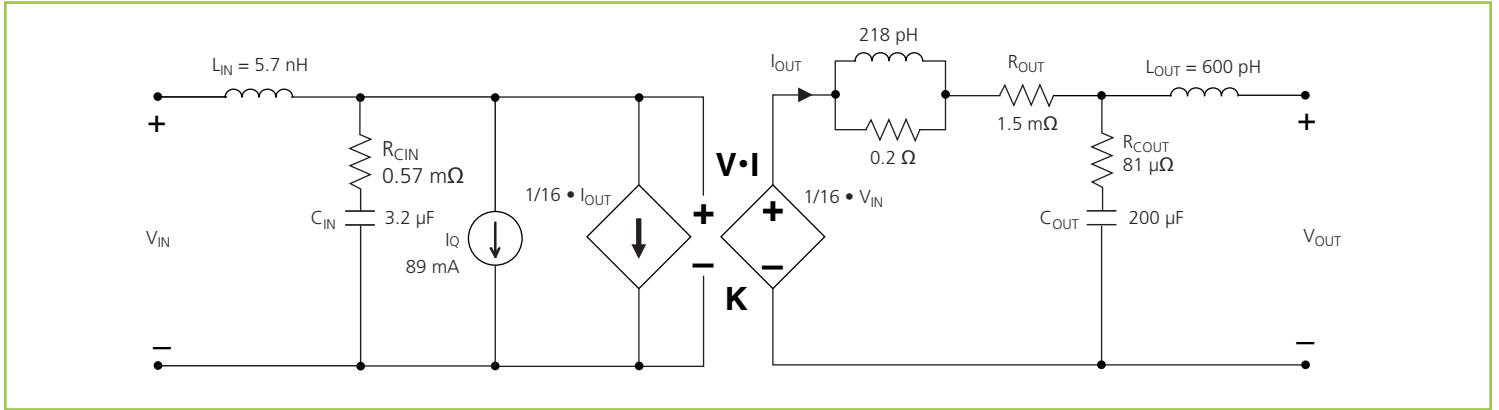 L_IN = 5.7 nH
+
R_CIN
0.57 mΩ
C_IN
3.2 µF
V_IN
I_Q
89 mA
1/16 • I_OUT
+
–
V•I
K
+
–
1/16 • V_IN
I_OUT
218 pH
0.2 Ω
R_OUT
1.5 mΩ
L_OUT = 600 pH
+
R_COUT
81 µΩ
C_OUT
200 µF
V_OUT
–
–